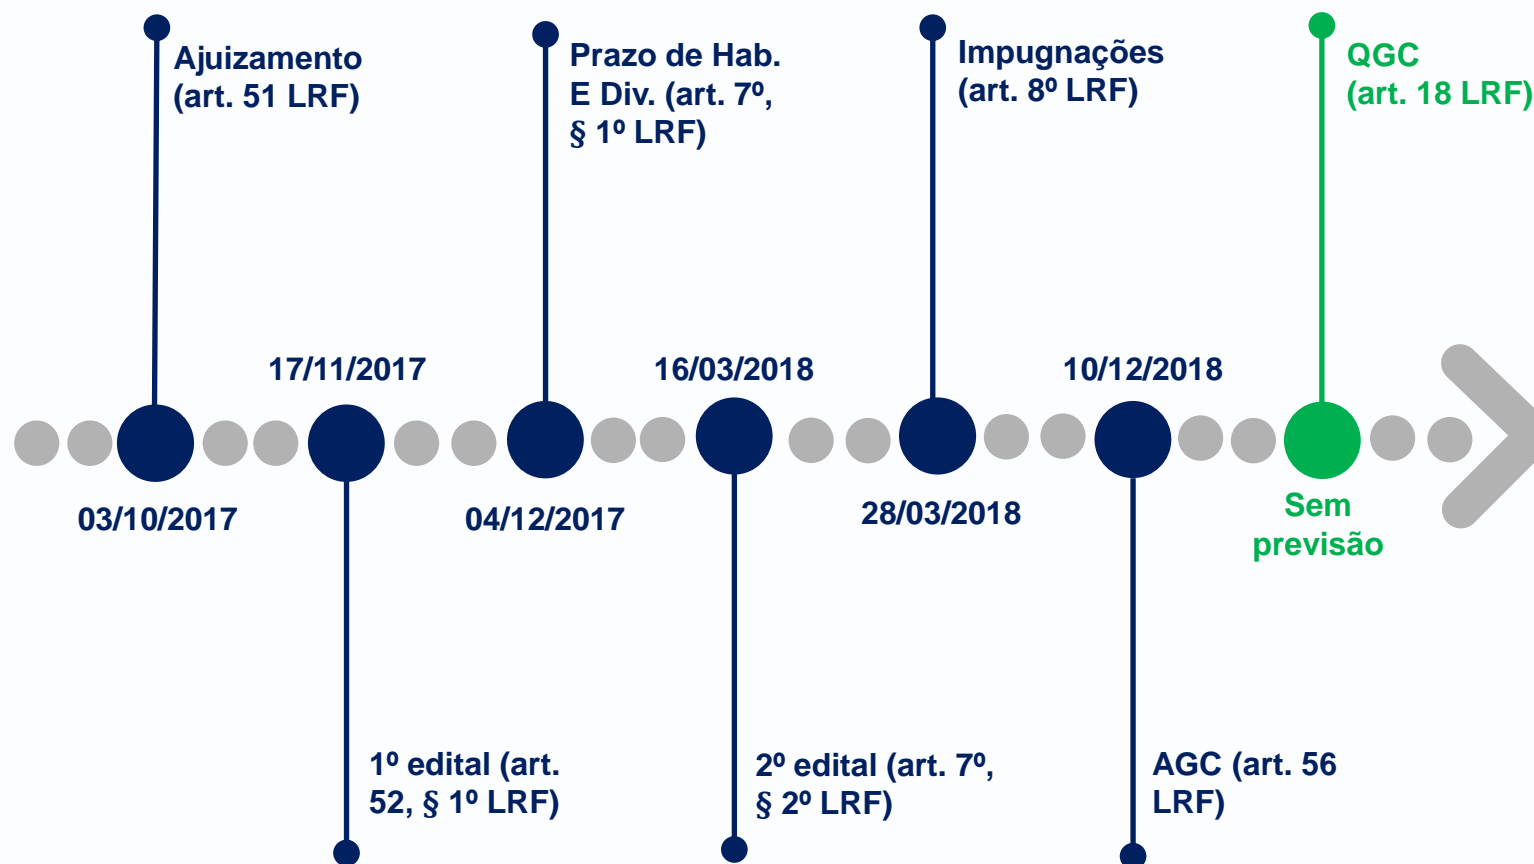 Ajuizamento
(art. 51 LRF)
Prazo de Hab.
E Div. (art. 7º,
§ 1º LRF)
Impugnações
(art. 8º LRF)
QGC
(art. 18 LRF)
17/11/2017
16/03/2018
10/12/2018
03/10/2017
04/12/2017
28/03/2018
Sem
previsão
1º edital (art.
52, § 1º LRF)
2º edital (art. 7º,
§ 2º LRF)
AGC (art. 56
LRF)